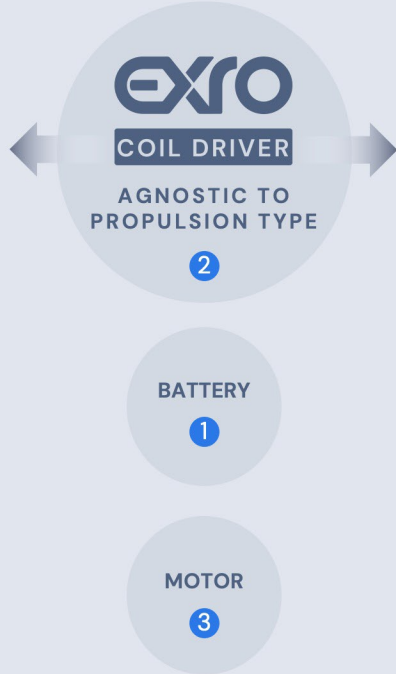 exro
COIL DRIVER
AGNOSTIC TO
PROPULSION TYPE
2
BATTERY
1
MOTOR
3